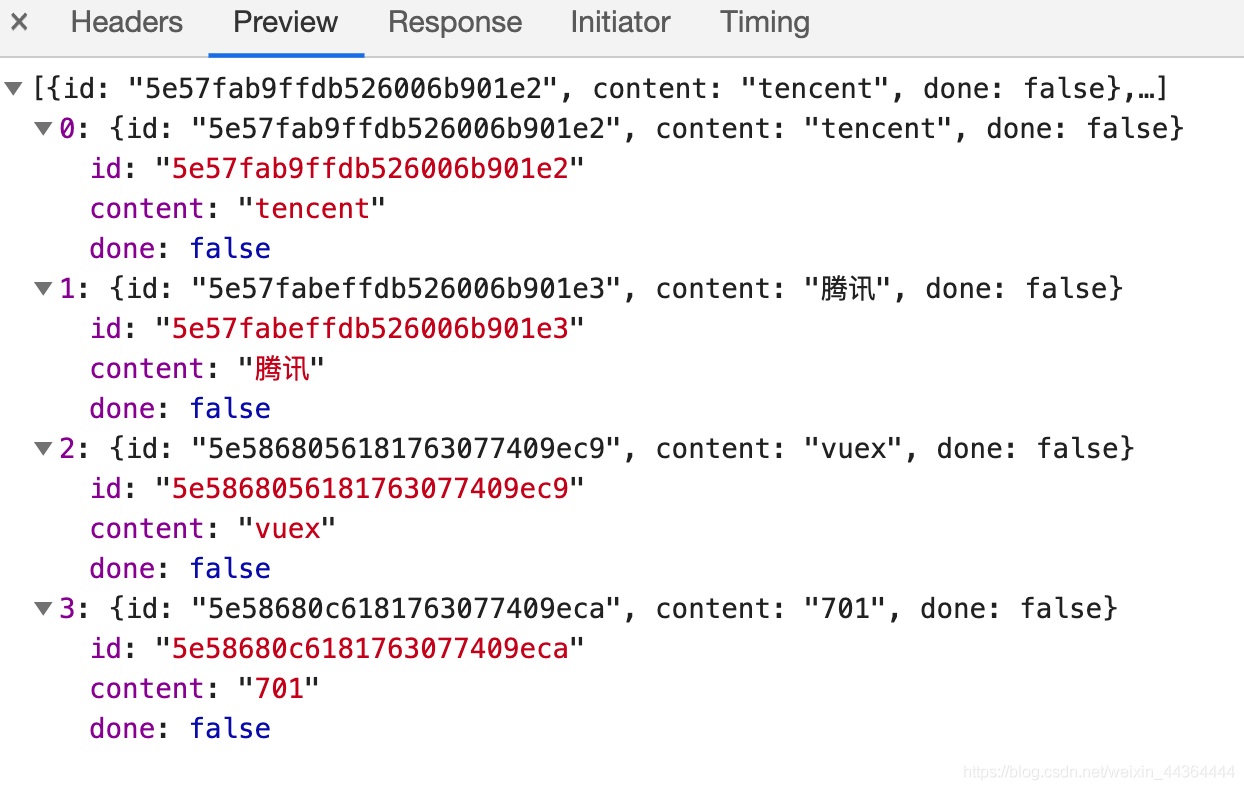 × Headers Preview Response Initiator Timing
▼[{id: "5e57fab9ffdb526006b901e2", content: "tencent", done: false},…]
▼0: {id: "5e57fab9ffdb526006b901e2", content: "tencent", done: false}
id: "5e57fab9ffdb526006b901e2"
content: "tencent"
done: false
▼1: {id: "5e57fabeffdb526006b901e3", content: "腾讯", done: false}
id: "5e57fabeffdb526006b901e3"
content: "腾讯"
done: false
▼2: {id: "5e5868056181763077409ec9", content: "vuex", done: false}
id: "5e5868056181763077409ec9"
content: "vuex"
done: false
▼3: {id: "5e58680c6181763077409eca", content: "701", done: false}
id: "5e58680c6181763077409eca"
content: "701"
done: false
https://blog.csdn.net/weixin_44364444